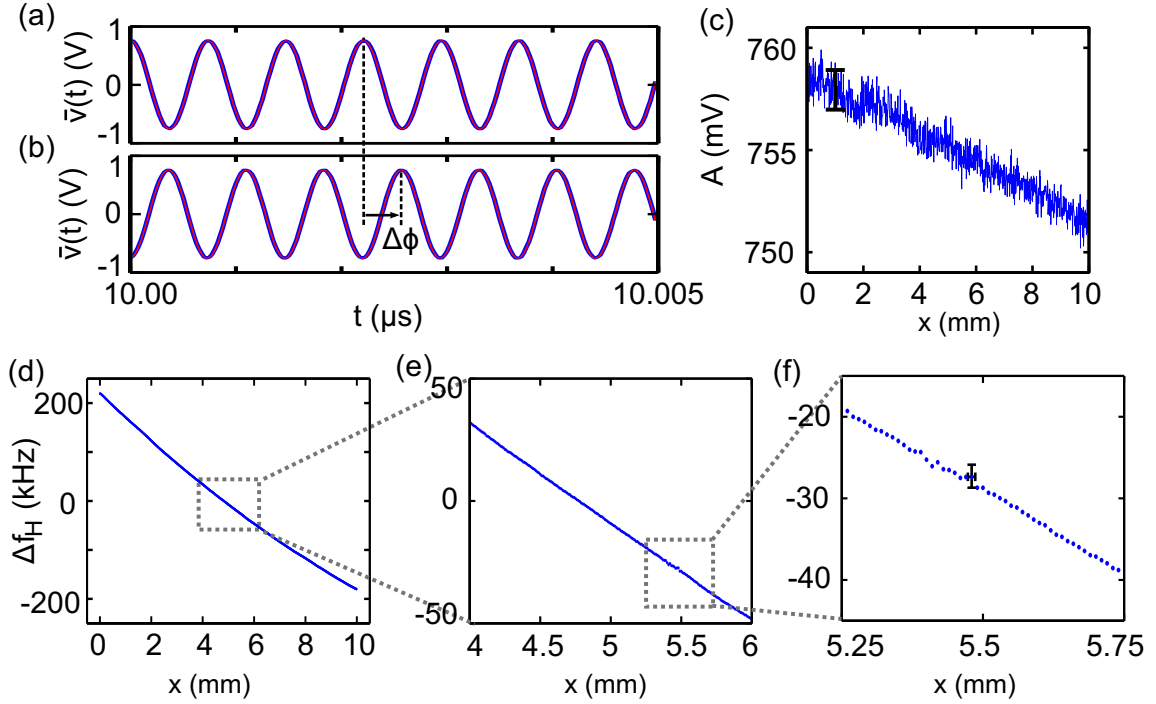 (a)
1
0
-1
v̄(t) (V)
(b)
1
0
-1
v̄(t) (V)
Δϕ
10.00
10.005
t (µs)
(c)
760
755
750
A (mV)
0 2 4 6 8 10
x (mm)
(d)
200
0
-200
Δf_H (kHz)
0 2 4 6 8 10
x (mm)
(e)
50
0
-50
4 4.5 5 5.5 6
x (mm)
(f)
-20
-30
-40
5.25 5.5 5.75
x (mm)